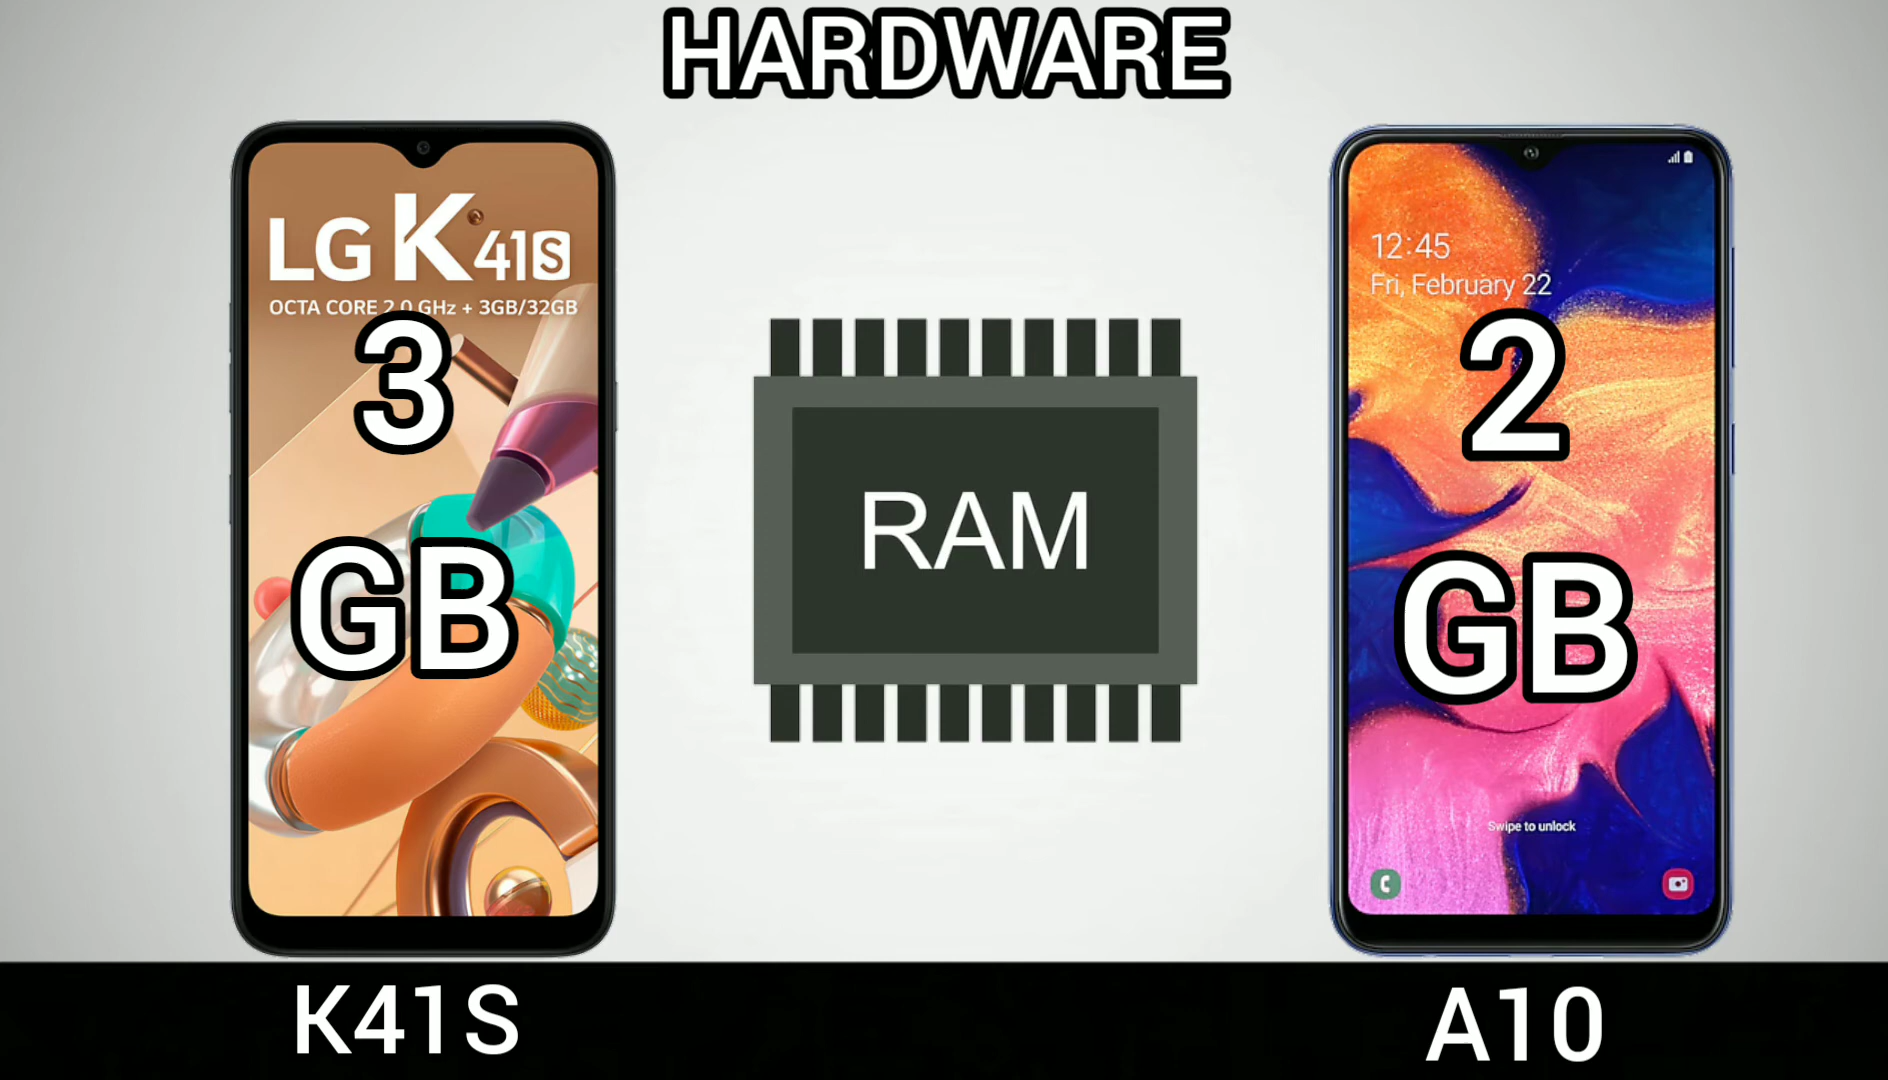 HARDWARE
LG K41S
OCTA CORE 2.0 GHz + 3GB/32GB
3
GB
RAM
12:45
Fri, February 22
2
GB
Swipe to unlock
K41S
A10